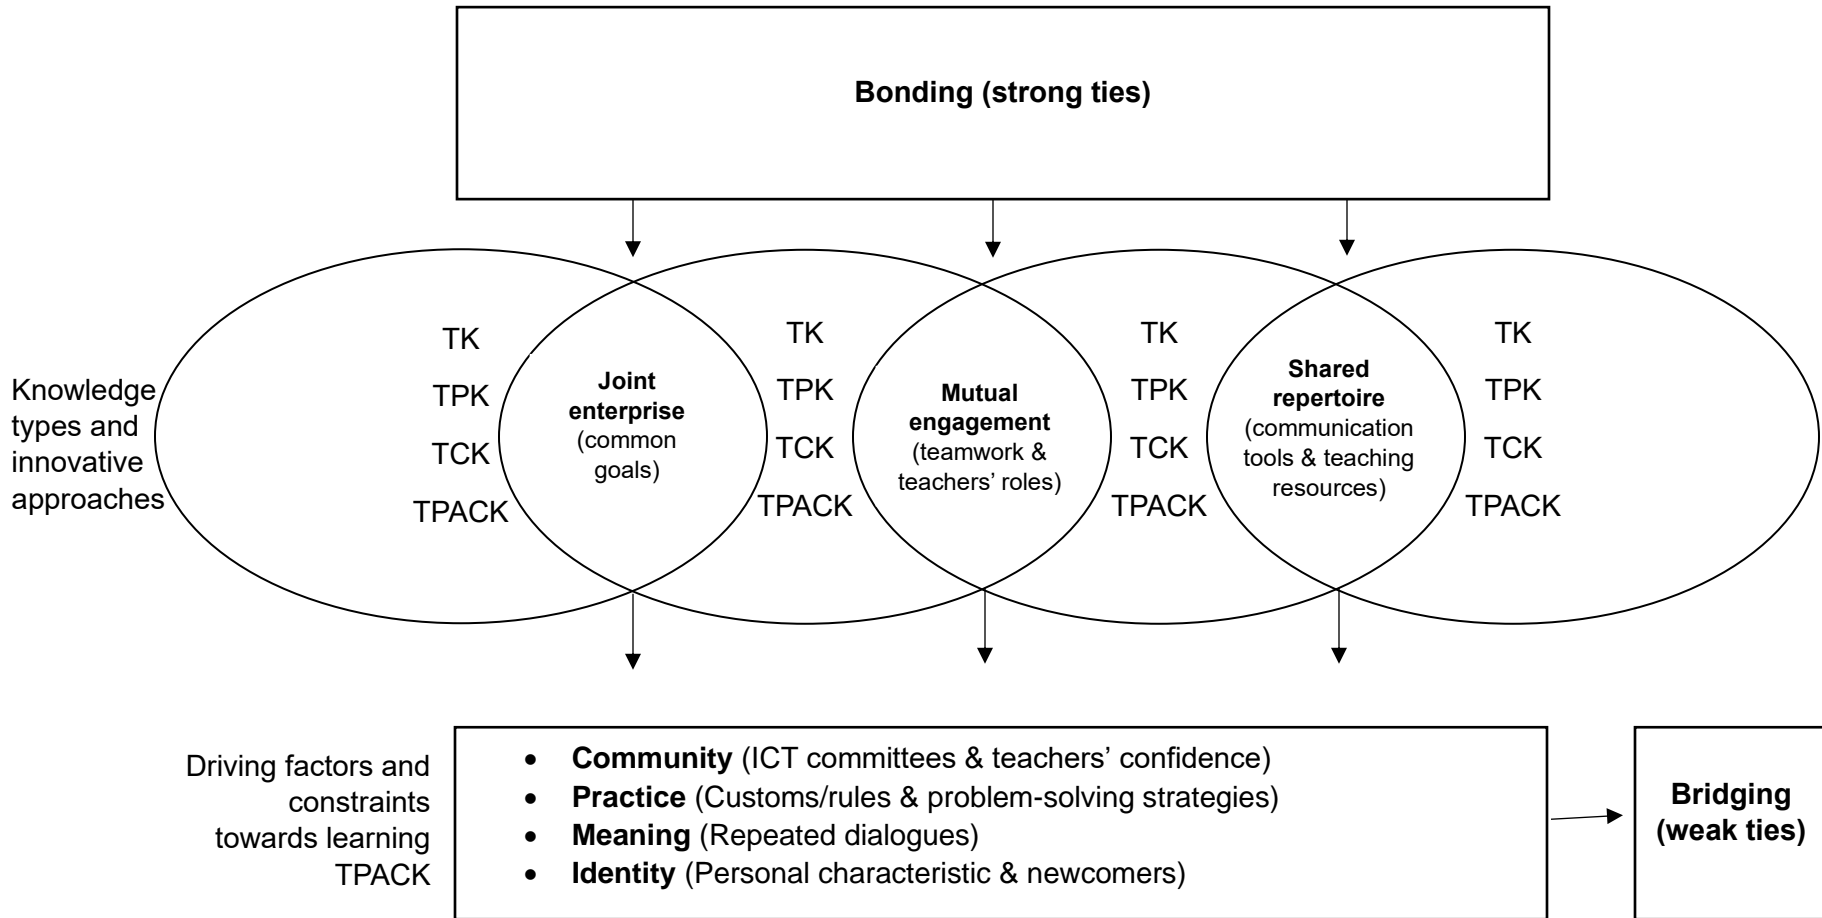 Bonding (strong ties)
Knowledge
types and
innovative
approaches
TK
TPK
TCK
TPACK
Joint
enterprise
(common
goals)
TK
TPK
TCK
TPACK
Mutual
engagement
(teamwork &
teachers’ roles)
TK
TPK
TCK
TPACK
Shared
repertoire
(communication
tools & teaching
resources)
TK
TPK
TCK
TPACK
Driving factors and
constraints
towards learning
TPACK
• Community (ICT committees & teachers’ confidence)
• Practice (Customs/rules & problem-solving strategies)
• Meaning (Repeated dialogues)
• Identity (Personal characteristic & newcomers)
Bridging
(weak ties)